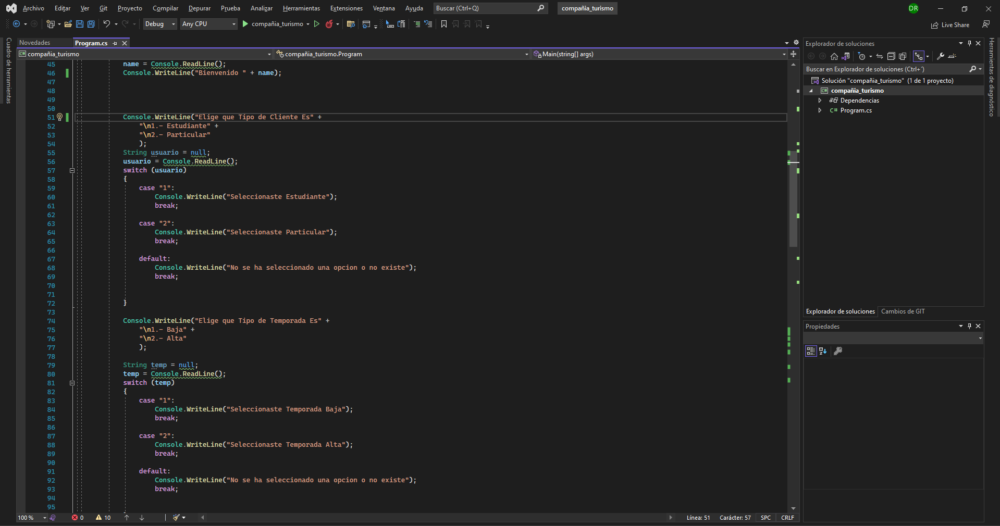 Archivo Editar Ver Git Proyecto Compilar Depurar Prueba Analizar Herramientas Extensiones Ventana Ayuda Buscar (Ctrl+Q) compañia_turismo DR
Debug Any CPU compañia_turismo Live Share
Cuadro de herramientas
Novedades Program.cs
compañia_turismo compañia_turismo.Program Main(string[] args)
45 name = Console.ReadLine();
46 Console.WriteLine("Bienvenido " + name);
47
48
49
50
51 Console.WriteLine("Elige que Tipo de Cliente Es" +
52 "\n1.- Estudiante" +
53 "\n2.- Particular"
54 );
55 String usuario = null;
56 usuario = Console.ReadLine();
57 switch (usuario)
58 {
59 case "1":
60 Console.WriteLine("Seleccionaste Estudiante");
61 break;
62
63 case "2":
64 Console.WriteLine("Seleccionaste Particular");
65 break;
66
67 default:
68 Console.WriteLine("No se ha seleccionado una opcion o no existe");
69 break;
70
71
72 }
73
74 Console.WriteLine("Elige que Tipo de Temporada Es" +
75 "\n1.- Baja" +
76 "\n2.- Alta"
77 );
78
79 String temp = null;
80 temp = Console.ReadLine();
81 switch (temp)
82 {
83 case "1":
84 Console.WriteLine("Seleccionaste Temporada Baja");
85 break;
86
87 case "2":
88 Console.WriteLine("Seleccionaste Temporada Alta");
89 break;
90
91 default:
92 Console.WriteLine("No se ha seleccionado una opcion o no existe");
93 break;
94
95
100 % 0 10 Línea: 51 Carácter: 57 SPC CRLF
Explorador de soluciones
Buscar en Explorador de soluciones (Ctrl+´)
Solución "compañia_turismo" (1 de 1 proyecto)
compañia_turismo
Dependencias
C# Program.cs
Explorador de soluciones Cambios de GIT
Propiedades
Herramientas de diagnóstico